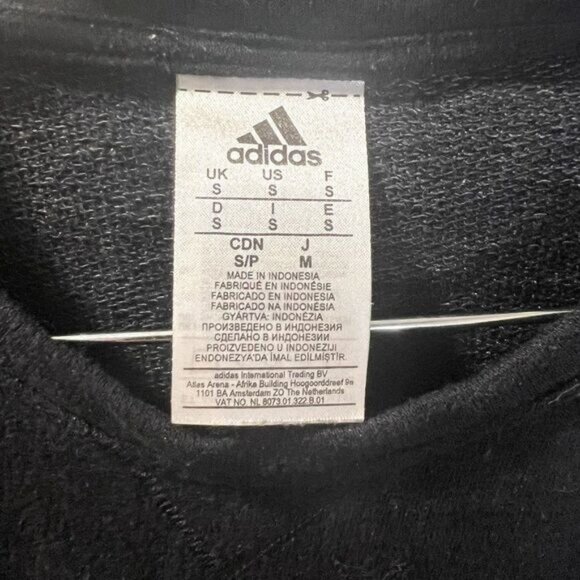 adidas
UK US F
S S S
D I E
S S S
CDN J
S/P M
MADE IN INDONESIA
FABRIQUÉ EN INDONÉSIE
FABRICADO EN INDONESIA
FABRICADO NA INDONÉSIA
GYÁRTVA: INDONÉZIA
ПРОИЗВЕДЕНО В ИНДОНЕЗИЯ
СДЕЛАНО В ИНДОНЕЗИИ
PROIZVEDENO U INDONEZIJI
ENDONEZYA'DA İMAL EDİLMİŞTİR.
adidas International Trading BV
Atlas Arena - Afrika Building Hoogoorddreef 9a
1101 BA Amsterdam ZO The Netherlands
VAT NO. NL 8073.01.322.B.01